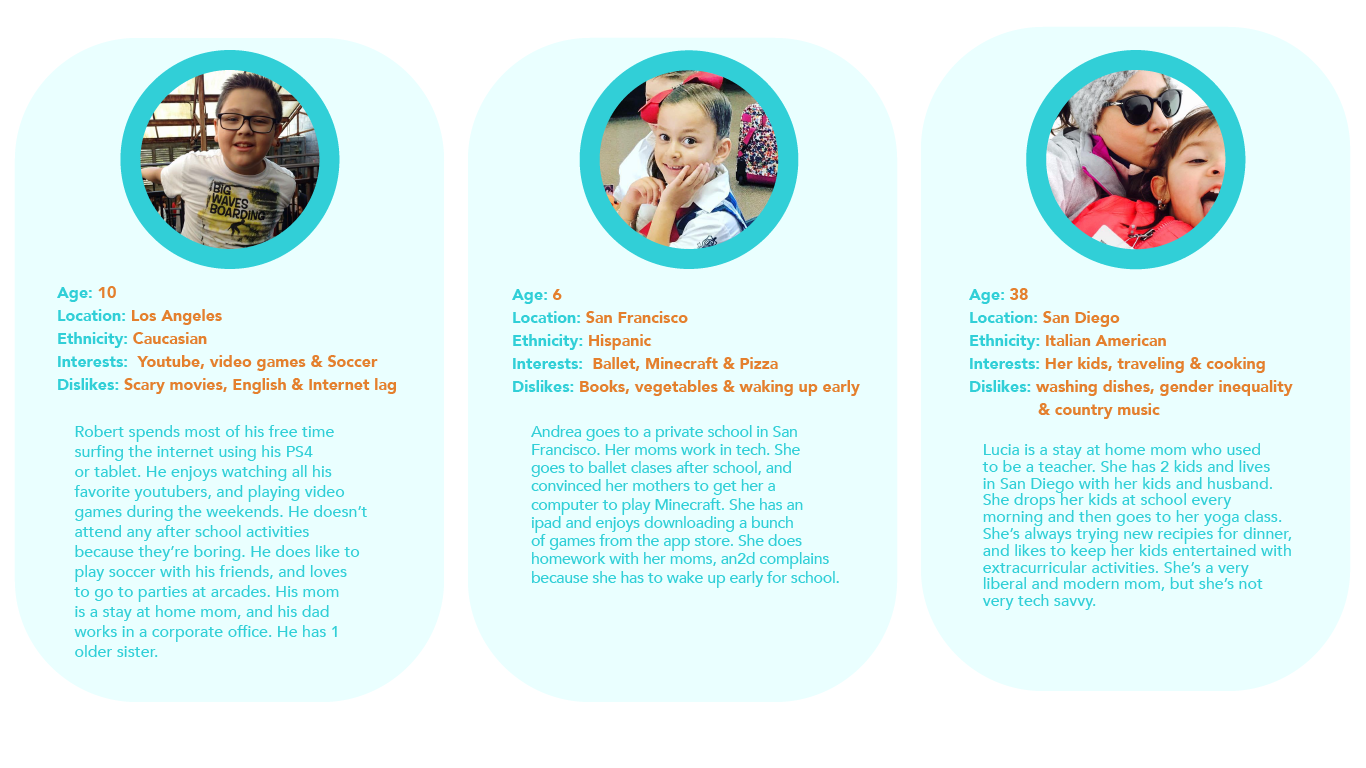 BIG
WAVES
BOARDING
Age: 10
Location: Los Angeles
Ethnicity: Caucasian
Interests:  Youtube, video games & Soccer
Dislikes: Scary movies, English & Internet lag
Robert spends most of his free time
surfing the internet using his PS4
or tablet. He enjoys watching all his
favorite youtubers, and playing video
games during the weekends. He doesn't
attend any after school activities
because they're boring. He does like to
play soccer with his friends, and loves
to go to parties at arcades. His mom
is a stay at home mom, and his dad
works in a corporate office. He has 1
older sister.
Age: 6
Location: San Francisco
Ethnicity: Hispanic
Interests:  Ballet, Minecraft & Pizza
Dislikes: Books, vegetables & waking up early
Andrea goes to a private school in San
Francisco. Her moms work in tech. She
goes to ballet clases after school, and
convinced her mothers to get her a
computer to play Minecraft. She has an
ipad and enjoys downloading a bunch
of games from the app store. She does
homework with her moms, an2d complains
because she has to wake up early for school.
Age: 38
Location: San Diego
Ethnicity: Italian American
Interests: Her kids, traveling & cooking
Dislikes: washing dishes, gender inequality
& country music
Lucia is a stay at home mom who used
to be a teacher. She has 2 kids and lives
in San Diego with her kids and husband.
She drops her kids at school every
morning and then goes to her yoga class.
She's always trying new recipies for dinner,
and likes to keep her kids entertained with
extracurricular activities. She's a very
liberal and modern mom, but she's not
very tech savvy.